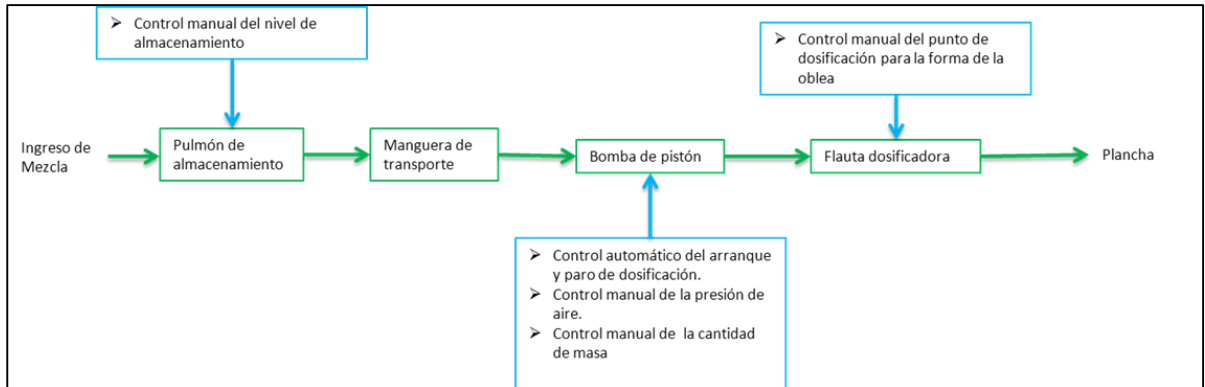 ➢ Control manual del nivel de
almacenamiento
➢ Control manual del punto de
dosificación para la forma de la
oblea
Ingreso de
Mezcla
Pulmón de
almacenamiento
Manguera de
transporte
Bomba de pistón
Flauta dosificadora
Plancha
➢ Control automático del arranque
y paro de dosificación.
➢ Control manual de la presión de
aire.
➢ Control manual de  la cantidad
de masa